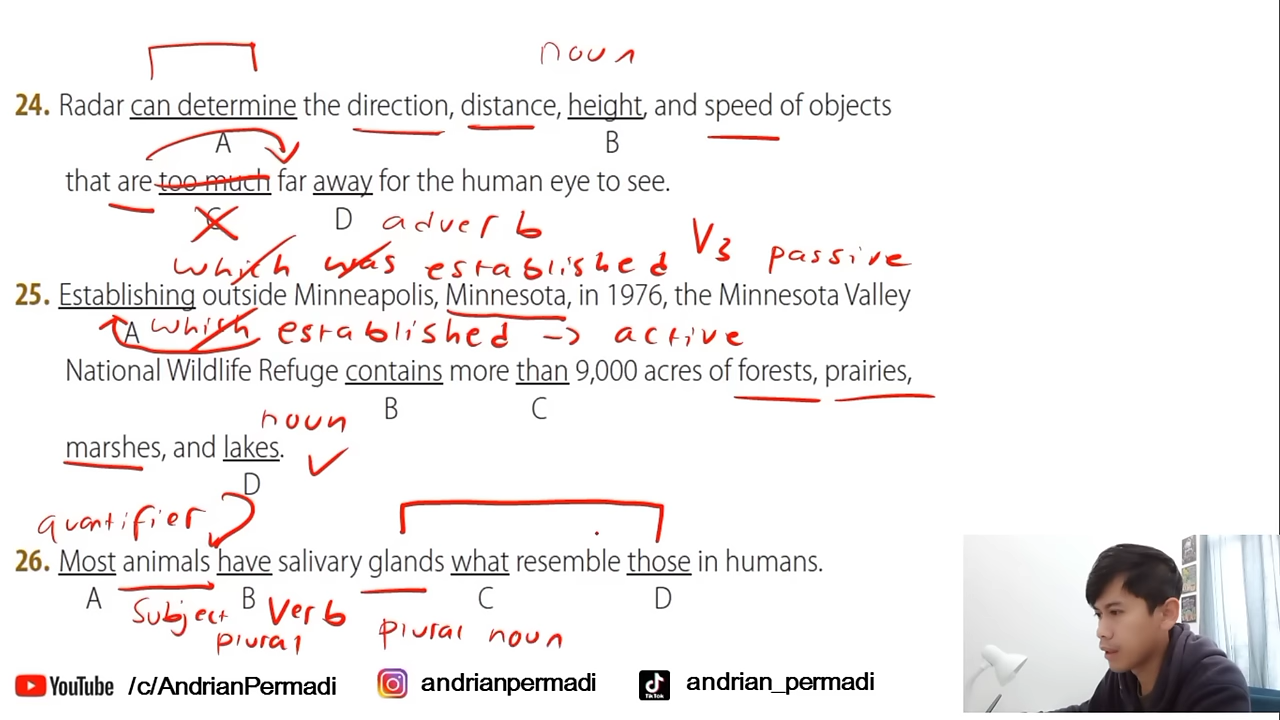 noun
24. Radar can determine the direction, distance, height, and speed of objects
A B
that are too much far away for the human eye to see.
C D adverb
which was established V3 passive
25. Establishing outside Minneapolis, Minnesota, in 1976, the Minnesota Valley
A which established -> active
National Wildlife Refuge contains more than 9,000 acres of forests, prairies,
B C
noun
marshes, and lakes.
D
quantifier
26. Most animals have salivary glands what resemble those in humans.
A B C D
Subject Verb
plural plural noun
YouTube /c/AndrianPermadi andrianpermadi TikTok andrian_permadi